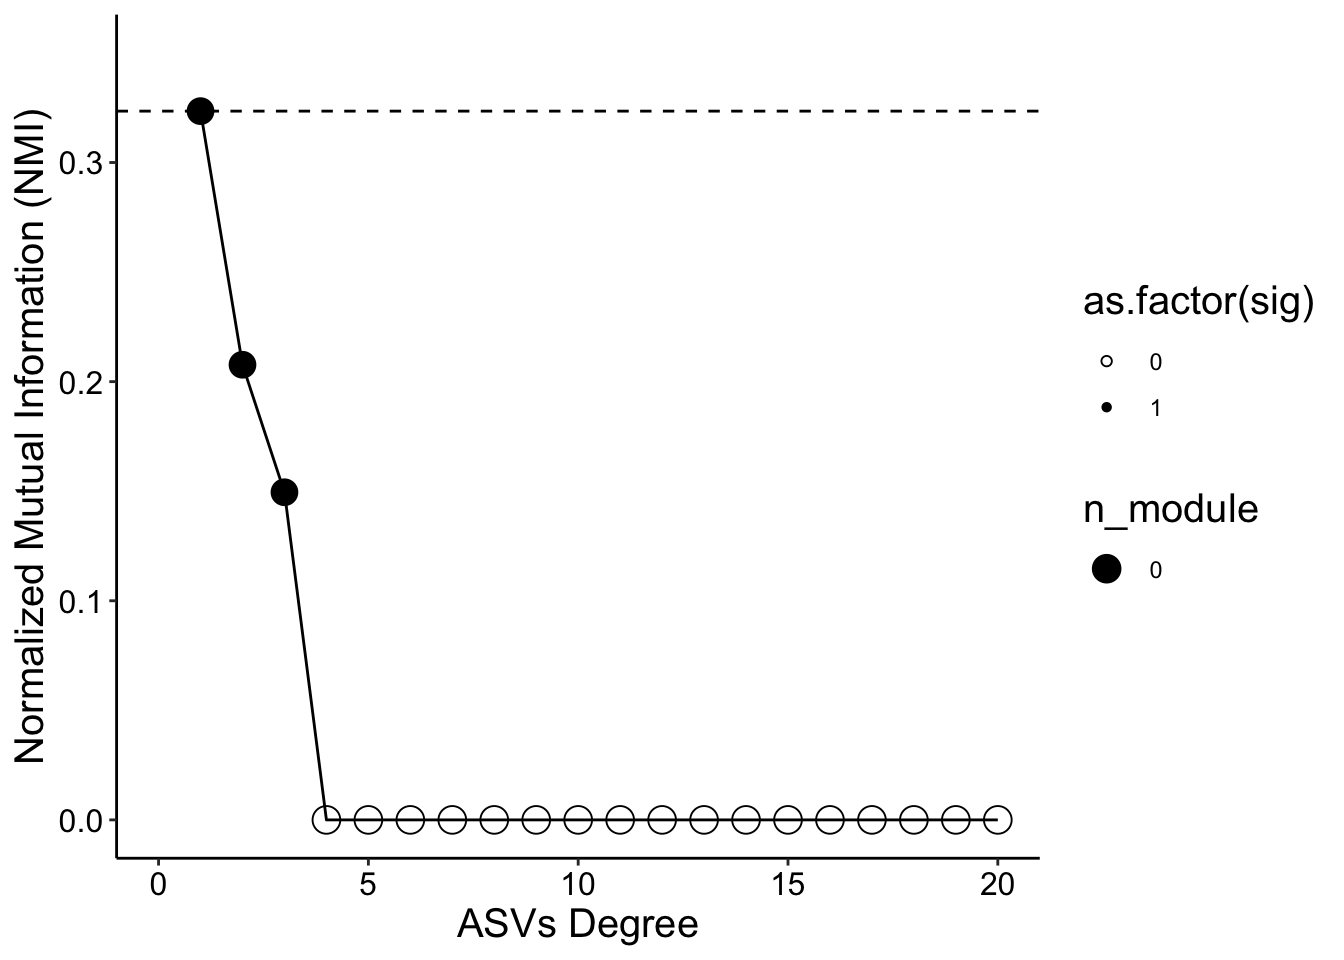 Normalized Mutual Information (NMI)
0.3
0.2
0.1
0.0
0 5 10 15 20
ASVs Degree
as.factor(sig)
0
1
n_module
0